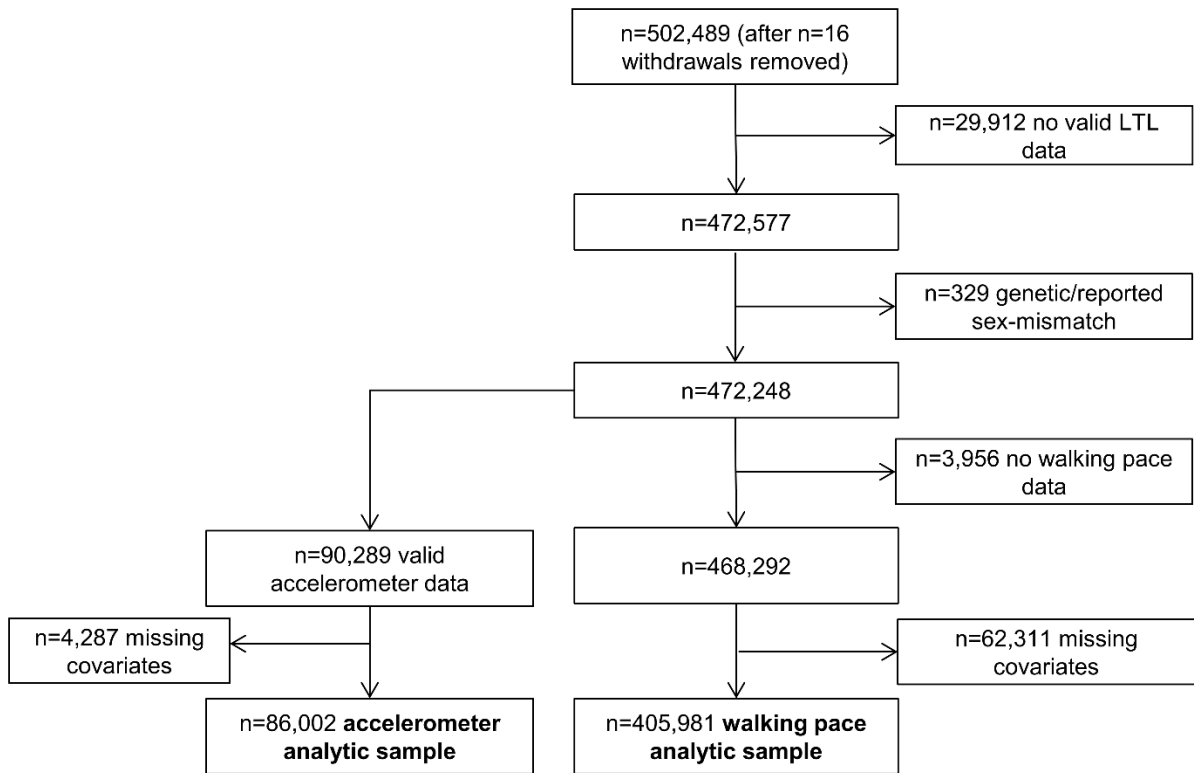 n=502,489 (after n=16
withdrawals removed)
n=29,912 no valid LTL
data
n=472,577
n=329 genetic/reported
sex-mismatch
n=472,248
n=3,956 no walking pace
data
n=90,289 valid
accelerometer data
n=468,292
n=4,287 missing
covariates
n=62,311 missing
covariates
n=86,002 accelerometer
analytic sample
n=405,981 walking pace
analytic sample